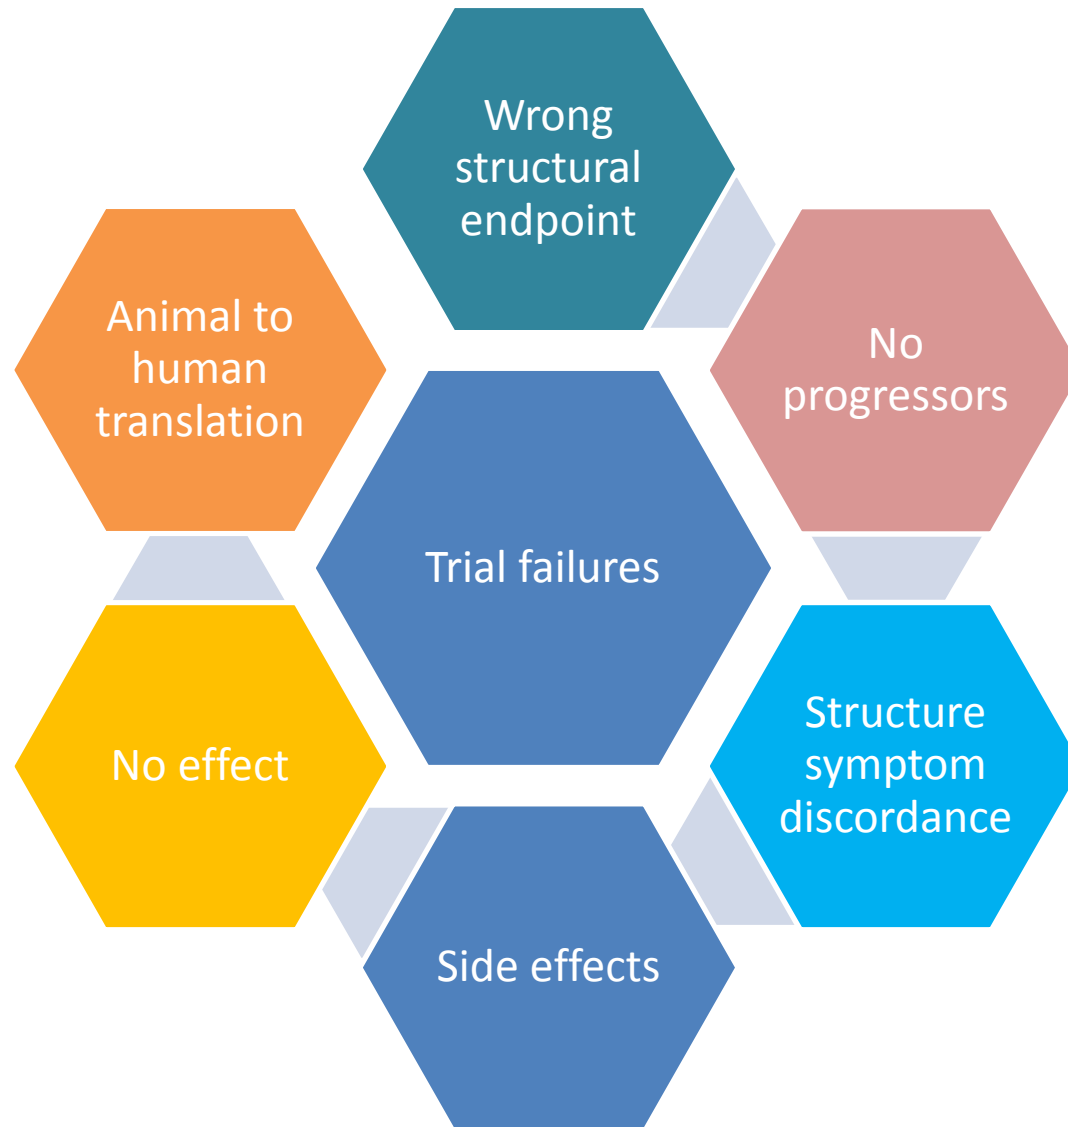 Wrong
structural
endpoint
Animal to
human
translation
No
progressors
Trial failures
No effect
Structure
symptom
discordance
Side effects